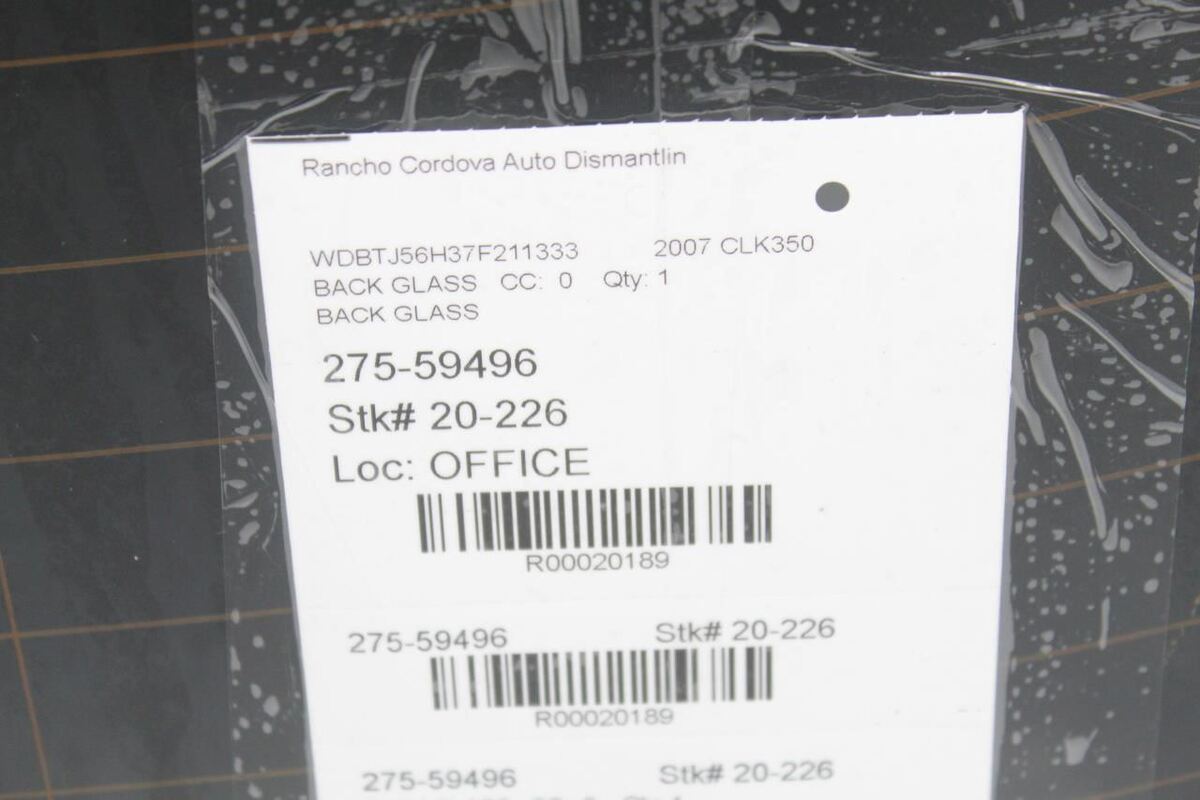 Rancho Cordova Auto Dismantlin
WDBTJ56H37F211333 2007 CLK350
BACK GLASS CC: 0 Qty: 1
BACK GLASS
275-59496
Stk# 20-226
Loc: OFFICE
R00020189
275-59496 Stk# 20-226
R00020189
275-59496 Stk# 20-226